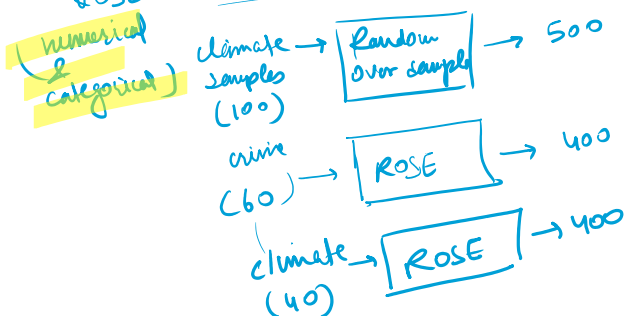 ROSE
(numerical
&
categorical)
climate
samples
(100)
Random
over sample
500
crime
(60)
ROSE
400
climate
(40)
ROSE
400